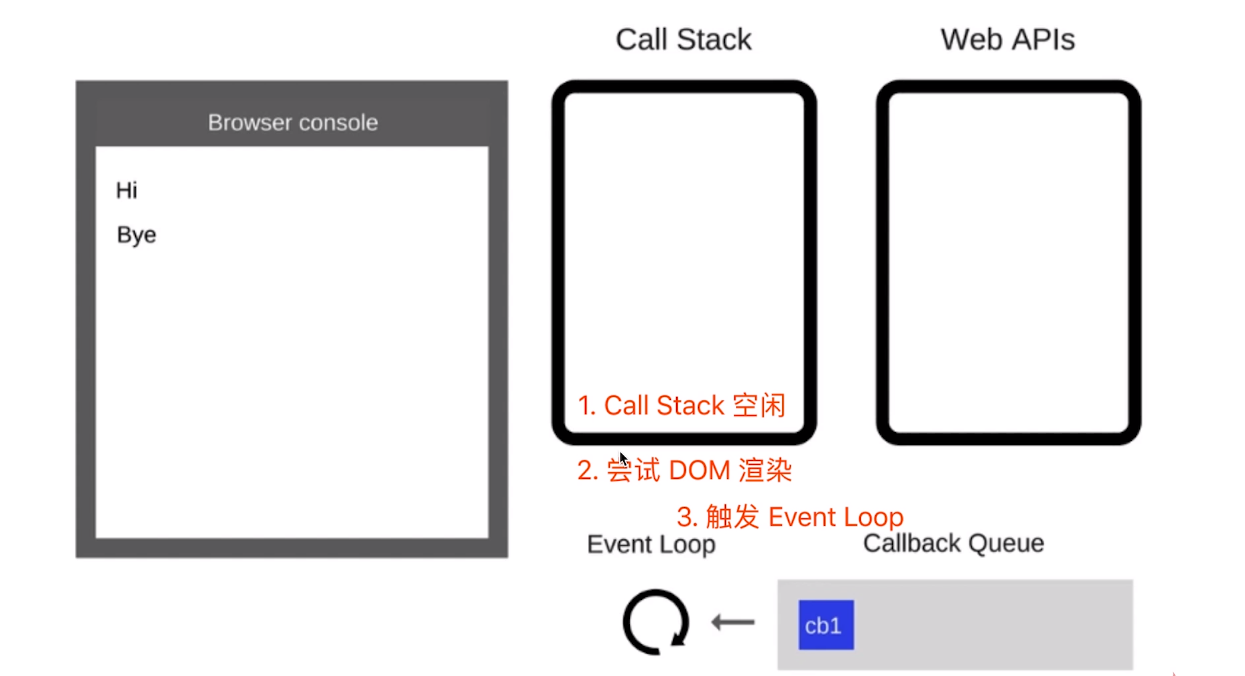 Call Stack
Web APIs
Browser console
Hi
Bye
1. Call Stack 空闲
2. 尝试 DOM 渲染
3. 触发 Event Loop
Event Loop
Callback Queue
cb1